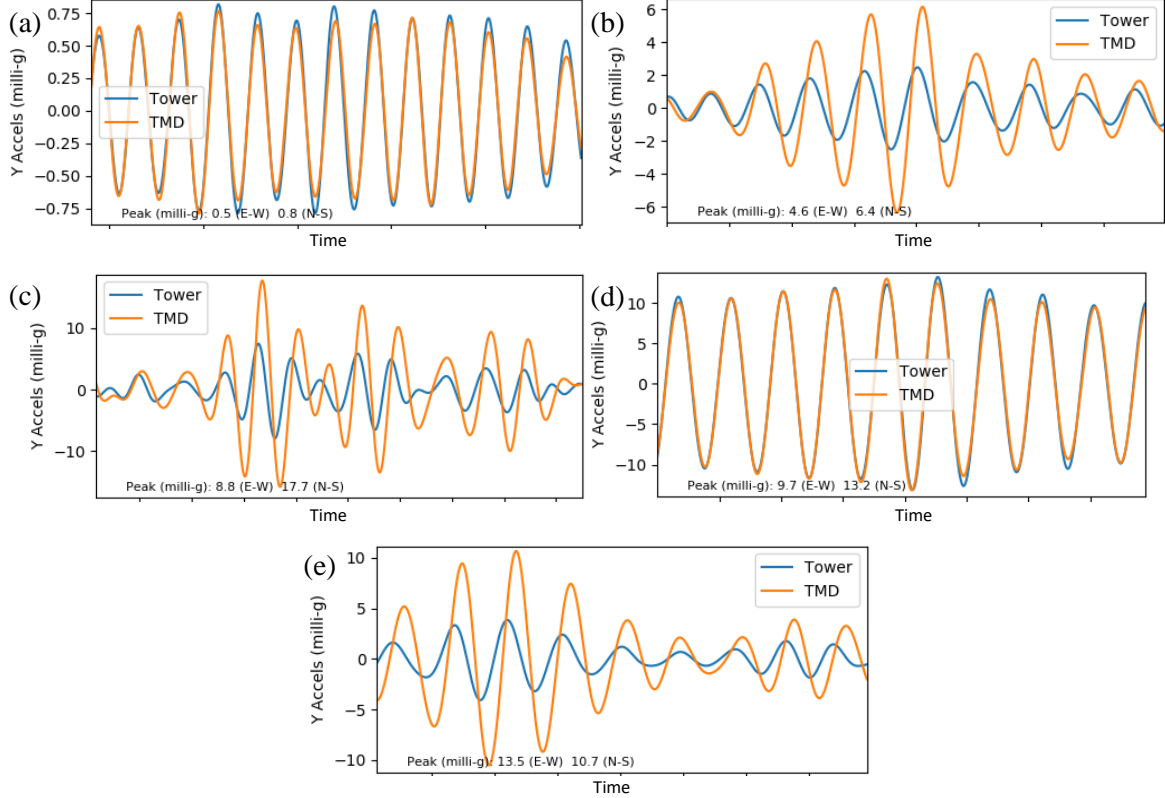 (a)
0.75
0.50
0.25
0.00
−0.25
−0.50
−0.75
Y Accels (milli-g)
Tower
TMD
Peak (milli-g): 0.5 (E-W) 0.8 (N-S)
Time
(b)
6
4
2
0
−2
−4
−6
Y Accels (milli-g)
Tower
TMD
Peak (milli-g): 4.6 (E-W) 6.4 (N-S)
Time
(c)
10
0
−10
Y Accels (milli-g)
Tower
TMD
Peak (milli-g): 8.8 (E-W) 17.7 (N-S)
Time
(d)
10
5
0
−5
−10
Y Accels (milli-g)
Tower
TMD
Peak (milli-g): 9.7 (E-W) 13.2 (N-S)
Time
(e)
10
5
0
−5
−10
Y Accels (milli-g)
Tower
TMD
Peak (milli-g): 13.5 (E-W) 10.7 (N-S)
Time